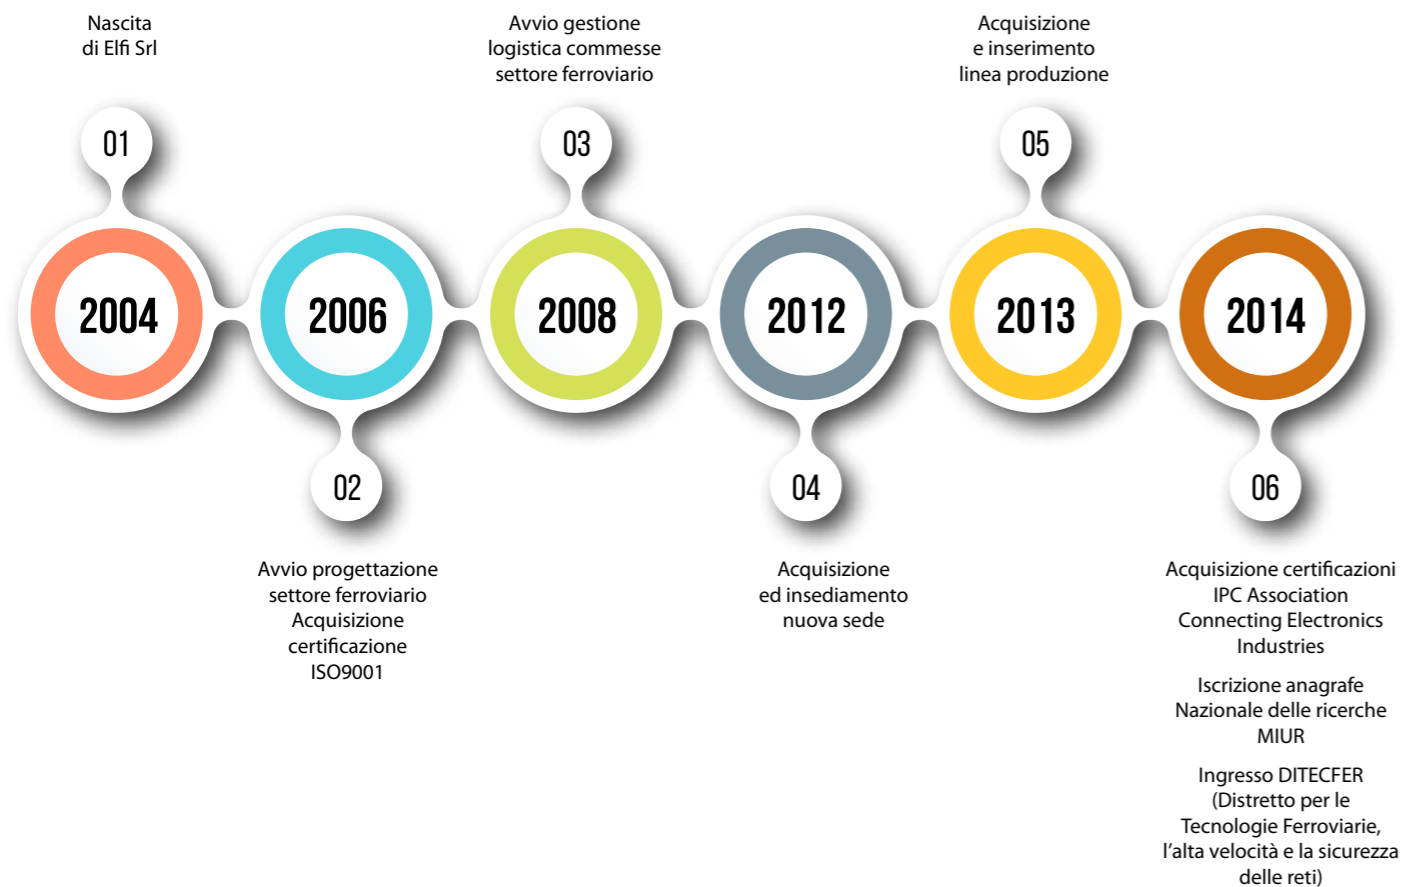 Nascita
di Elfi Srl
01
2004
2006
02
Avvio progettazione
settore ferroviario
Acquisizione
certificazione
ISO9001
Avvio gestione
logistica commesse
settore ferroviario
03
2008
2012
04
Acquisizione
ed insediamento
nuova sede
Acquisizione
e inserimento
linea produzione
05
2013
2014
06
Acquisizione certificazioni
IPC Association
Connecting Electronics
Industries
Iscrizione anagrafe
Nazionale delle ricerche
MIUR
Ingresso DITECFER
(Distretto per le
Tecnologie Ferroviarie,
l’alta velocità e la sicurezza
delle reti)